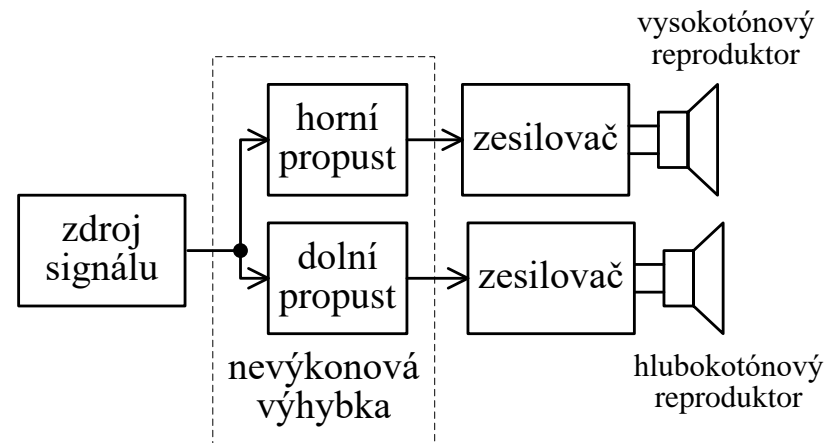 vysokotónový
reproduktor
horní
propust
zesilovač
zdroj
signálu
dolní
propust
zesilovač
nevýkonová
výhybka
hlubokotónový
reproduktor